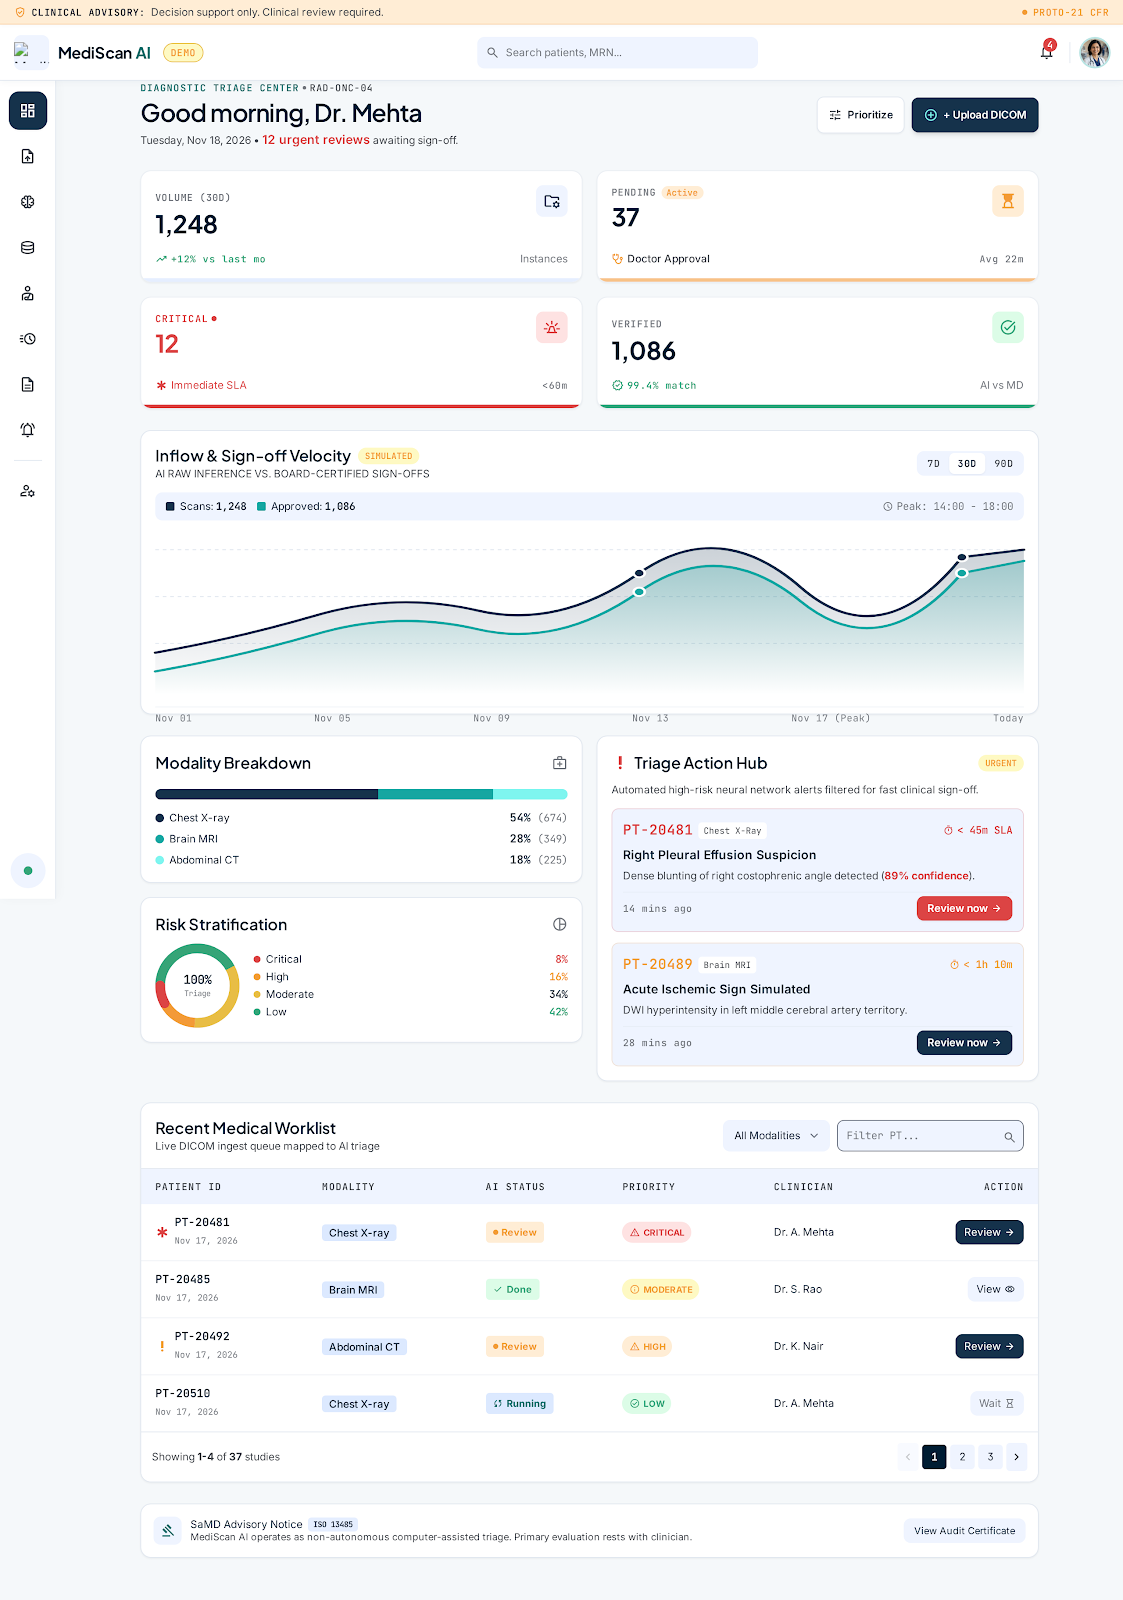 CLINICAL ADVISORY: Decision support only. Clinical review required.
PROTO-21 CFR
MediScan AI DEMO
Search patients, MRN...
4
DIAGNOSTIC TRIAGE CENTER • RAD-ONC-04
Good morning, Dr. Mehta
Tuesday, Nov 18, 2026 • 12 urgent reviews awaiting sign-off.
Prioritize
+ Upload DICOM
VOLUME (30D)
1,248
+12% vs last mo
Instances
PENDING Active
37
Doctor Approval
Avg 22m
CRITICAL
12
Immediate SLA
<60m
VERIFIED
1,086
99.4% match
AI vs MD
Inflow & Sign-off Velocity SIMULATED
AI RAW INFERENCE VS. BOARD-CERTIFIED SIGN-OFFS
7D 30D 90D
Scans: 1,248 Approved: 1,086
Peak: 14:00 - 18:00
Nov 01 Nov 05 Nov 09 Nov 13 Nov 17 (Peak) Today
Modality Breakdown
Chest X-ray 54% (674)
Brain MRI 28% (349)
Abdominal CT 18% (225)
Risk Stratification
100%
Triage
Critical 8%
High 16%
Moderate 34%
Low 42%
Triage Action Hub URGENT
Automated high-risk neural network alerts filtered for fast clinical sign-off.
PT-20481 Chest X-Ray < 45m SLA
Right Pleural Effusion Suspicion
Dense blunting of right costophrenic angle detected (89% confidence).
14 mins ago Review now →
PT-20489 Brain MRI < 1h 10m
Acute Ischemic Sign Simulated
DWI hyperintensity in left middle cerebral artery territory.
28 mins ago Review now →
Recent Medical Worklist
Live DICOM ingest queue mapped to AI triage
All Modalities
Filter PT...
PATIENT ID MODALITY AI STATUS PRIORITY CLINICIAN ACTION
PT-20481
Nov 17, 2026
Chest X-ray Review CRITICAL Dr. A. Mehta Review →
PT-20485
Nov 17, 2026
Brain MRI Done MODERATE Dr. S. Rao View
PT-20492
Nov 17, 2026
Abdominal CT Review HIGH Dr. K. Nair Review →
PT-20510
Nov 17, 2026
Chest X-ray Running LOW Dr. A. Mehta Wait
Showing 1-4 of 37 studies
1 2 3
SaMD Advisory Notice ISO 13485
MediScan AI operates as non-autonomous computer-assisted triage. Primary evaluation rests with clinician.
View Audit Certificate